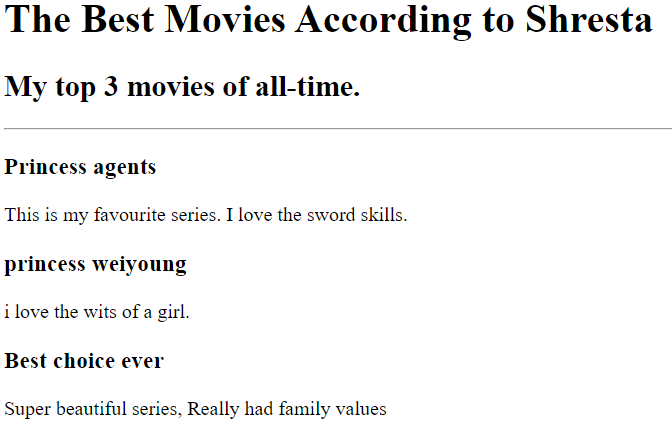 The Best Movies According to Shresta
My top 3 movies of all-time.
Princess agents
This is my favourite series. I love the sword skills.
princess weiyoung
i love the wits of a girl.
Best choice ever
Super beautiful series, Really had family values